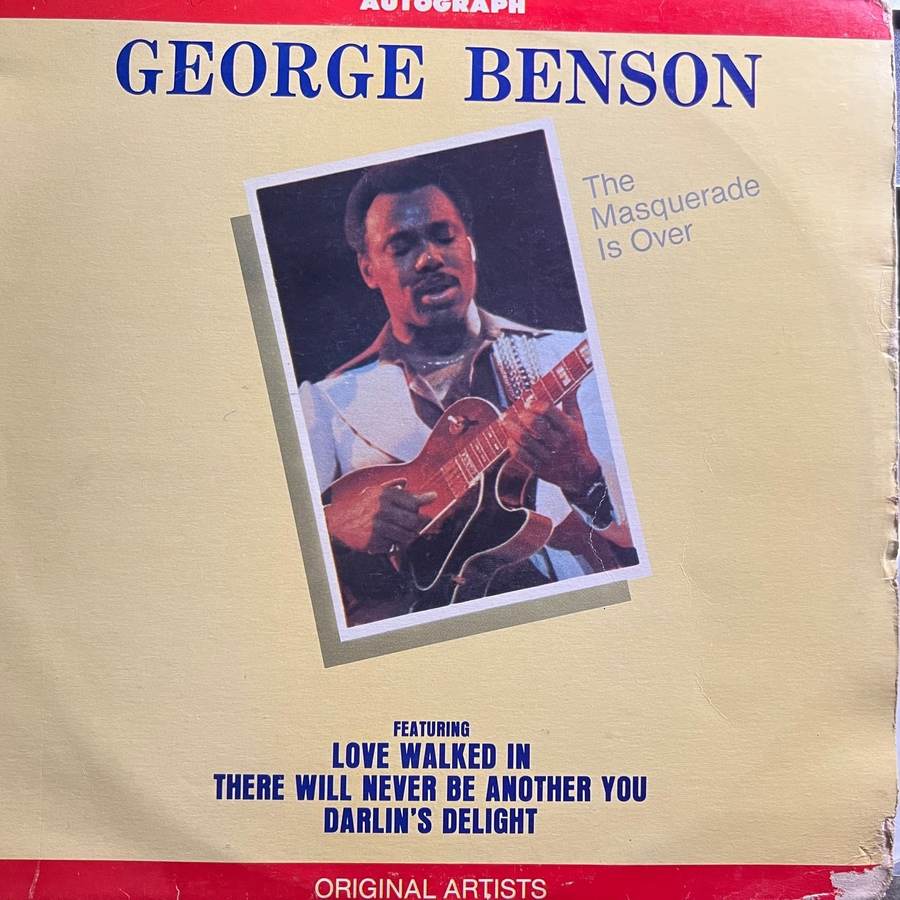 AUTOGRAPH
GEORGE BENSON
The
Masquerade
Is Over
FEATURING
LOVE WALKED IN
THERE WILL NEVER BE ANOTHER YOU
DARLIN'S DELIGHT
ORIGINAL ARTISTS